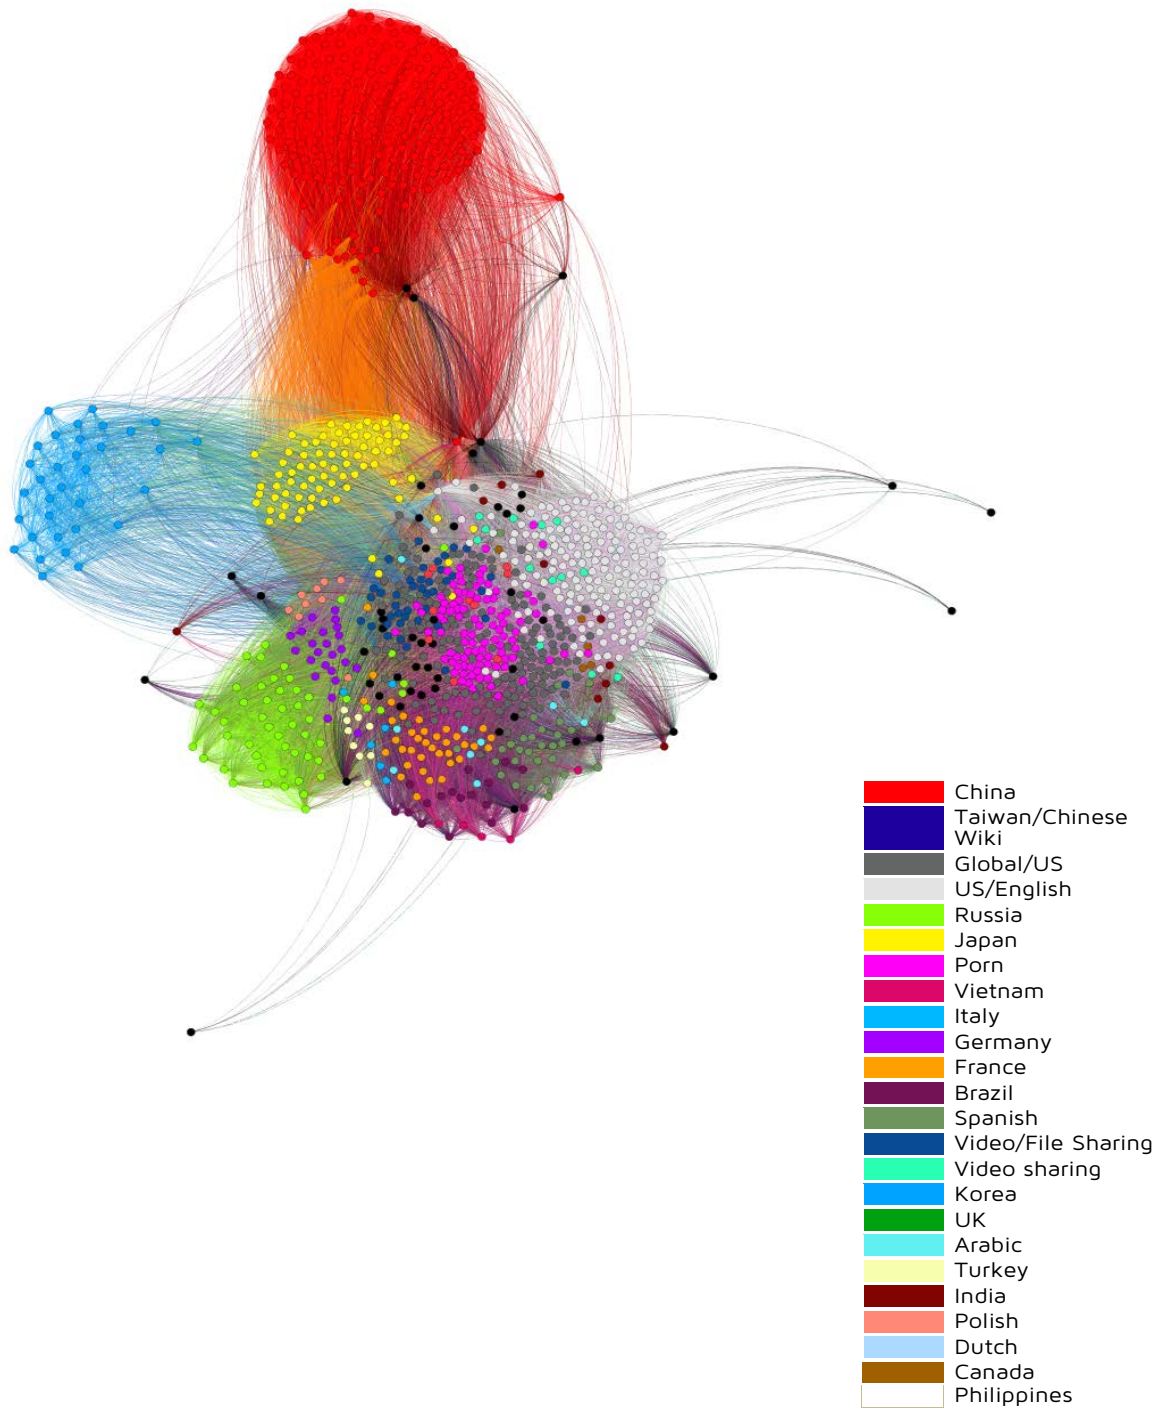 China
Taiwan/Chinese
Wiki
Global/US
US/English
Russia
Japan
Porn
Vietnam
Italy
Germany
France
Brazil
Spanish
Video/File Sharing
Video sharing
Korea
UK
Arabic
Turkey
India
Polish
Dutch
Canada
Philippines